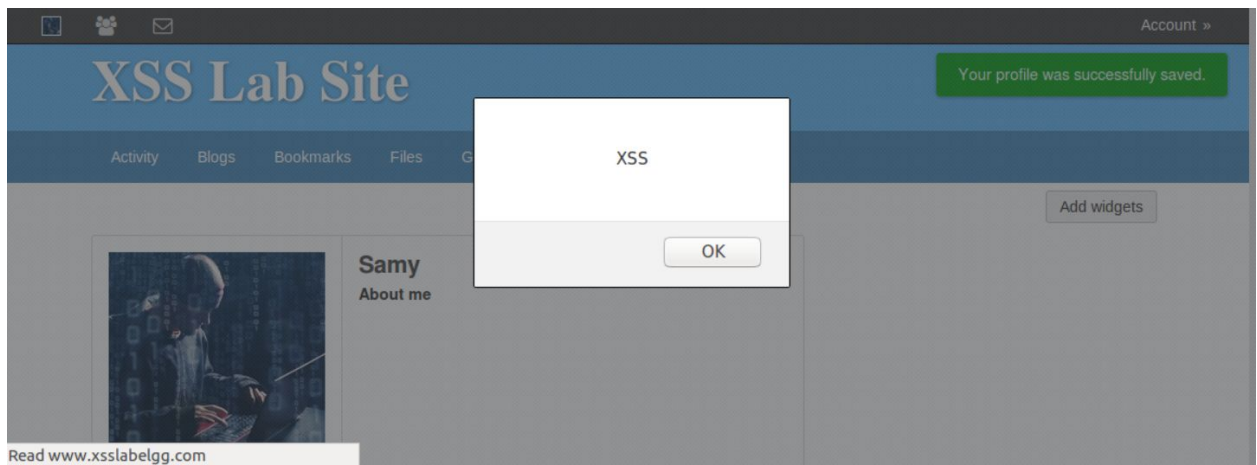 Account »
XSS Lab Site
Your profile was successfully saved.
Activity Blogs Bookmarks Files G
XSS
OK
Add widgets
Samy
About me
Read www.xsslabelgg.com